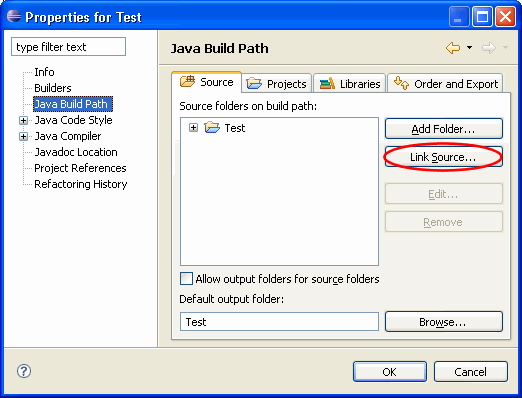 Properties for Test
type filter text
Java Build Path
Info
Builders
Java Build Path
Java Code Style
Java Compiler
Javadoc Location
Project References
Refactoring History
Source Projects Libraries Order and Export
Source folders on build path:
Test
Add Folder...
Link Source...
Edit...
Remove
Allow output folders for source folders
Default output folder:
Test
Browse...
?
OK Cancel